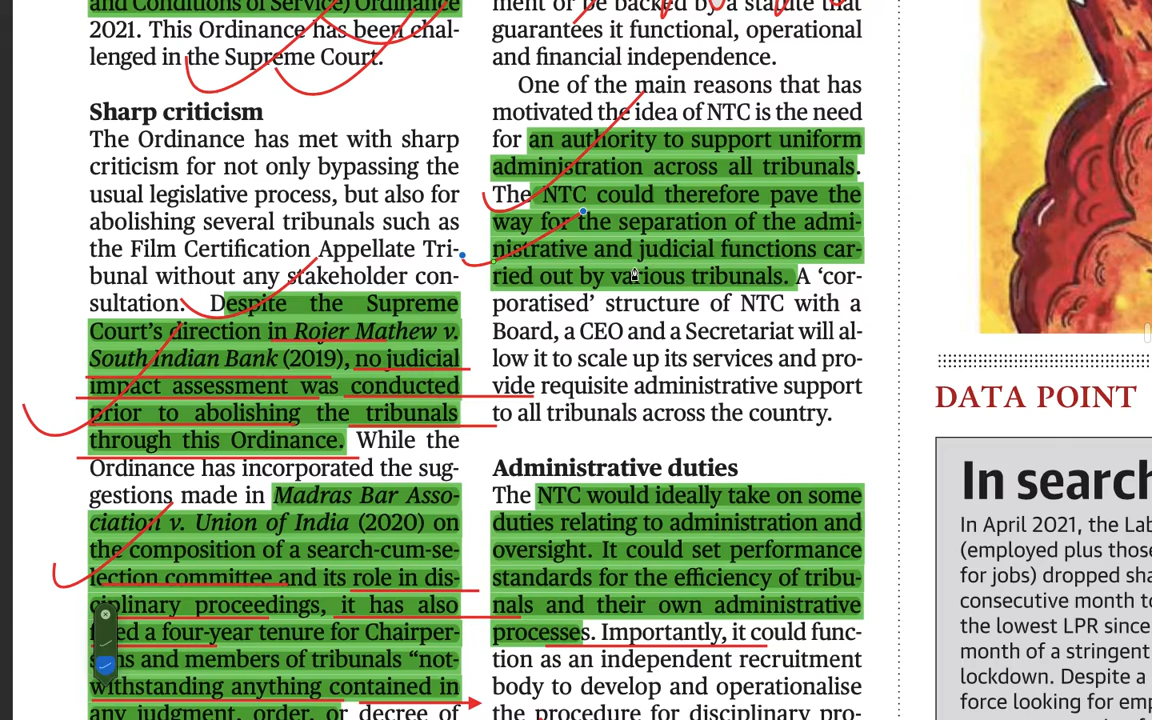 and Conditions of Service) Ordinance
2021. This Ordinance has been chal-
lenged in the Supreme Court.
Sharp criticism
The Ordinance has met with sharp
criticism for not only bypassing the
usual legislative process, but also for
abolishing several tribunals such as
the Film Certification Appellate Tri-
bunal without any stakeholder con-
sultation. Despite the Supreme
Court's direction in Rojer Mathew v.
South Indian Bank (2019), no judicial
impact assessment was conducted
prior to abolishing the tribunals
through this Ordinance. While the
Ordinance has incorporated the sug-
gestions made in Madras Bar Asso-
ciation v. Union of India (2020) on
the composition of a search-cum-se-
lection committee and its role in dis-
ciplinary proceedings, it has also
fixed a four-year tenure for Chairper-
sons and members of tribunals “not-
withstanding anything contained in
any judgment, order, or decree of
ment or be backed by a statute that
guarantees it functional, operational
and financial independence.
One of the main reasons that has
motivated the idea of NTC is the need
for an authority to support uniform
administration across all tribunals.
The NTC could therefore pave the
way for the separation of the admi-
nistrative and judicial functions car-
ried out by various tribunals. A ‘cor-
poratised’ structure of NTC with a
Board, a CEO and a Secretariat will al-
low it to scale up its services and pro-
vide requisite administrative support
to all tribunals across the country.
Administrative duties
The NTC would ideally take on some
duties relating to administration and
oversight. It could set performance
standards for the efficiency of tribu-
nals and their own administrative
processes. Importantly, it could func-
tion as an independent recruitment
body to develop and operationalise
the procedure for disciplinary pro-
DATA POINT
In search
In April 2021, the Lab
(employed plus those
for jobs) dropped sha
consecutive month to
the lowest LPR since
month of a stringent
lockdown. Despite a
force looking for emp